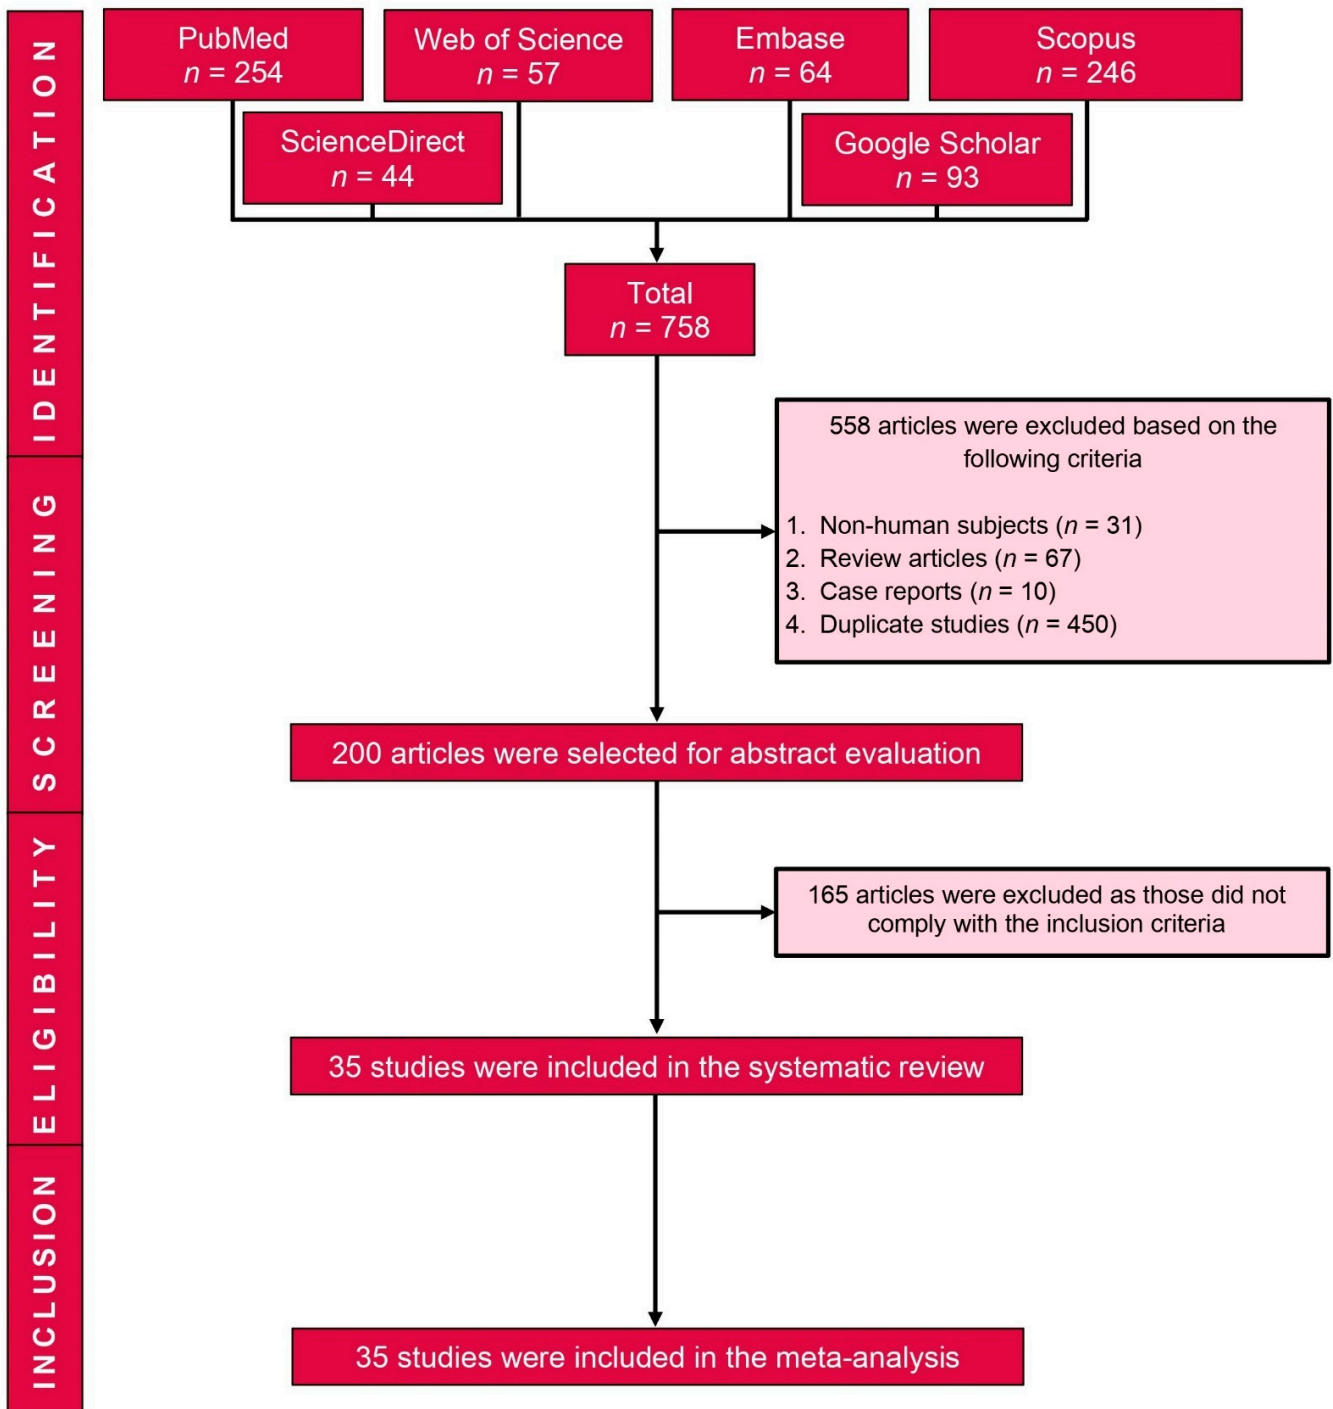 IDENTIFICATION
PubMed
n = 254
Web of Science
n = 57
Embase
n = 64
Scopus
n = 246
ScienceDirect
n = 44
Google Scholar
n = 93
Total
n = 758
SCREENING
558 articles were excluded based on the
following criteria
1. Non-human subjects (n = 31)
2. Review articles (n = 67)
3. Case reports (n = 10)
4. Duplicate studies (n = 450)
200 articles were selected for abstract evaluation
ELIGIBILITY
165 articles were excluded as those did not
comply with the inclusion criteria
35 studies were included in the systematic review
INCLUSION
35 studies were included in the meta-analysis